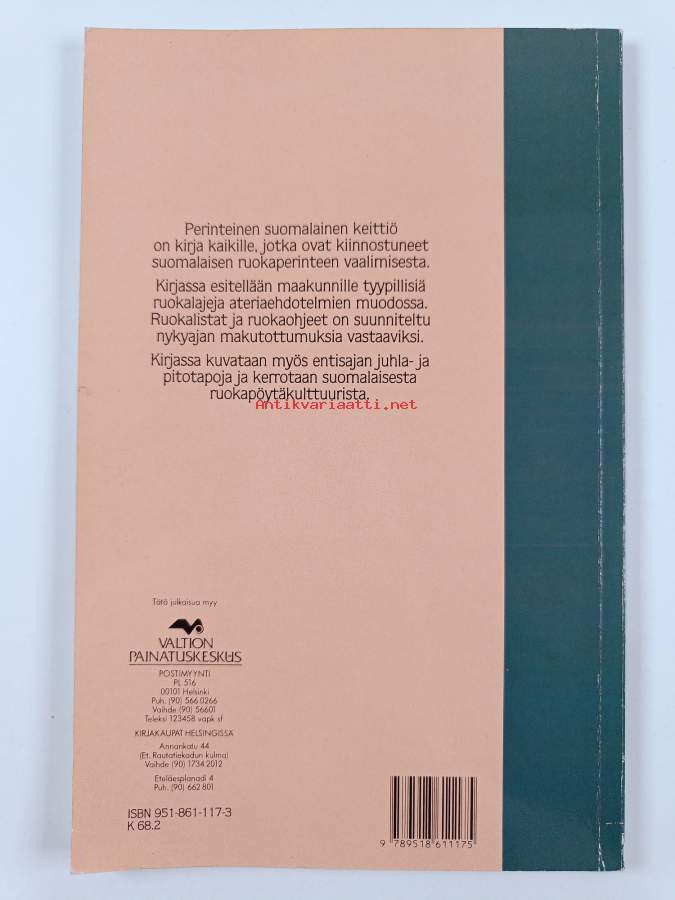 Perinteinen suomalainen keittiö
on kirja kaikille, jotka ovat kiinnostuneet
suomalaisen ruokaperinteen vaalimisesta.
Kirjassa esitellään maakunnille tyypillisiä
ruokalajeja ateriaehdotelmien muodossa.
Ruokalistat ja ruokaohjeet on suunniteltu
nykyajan makutottumuksia vastaaviksi.
Kirjassa kuvataan myös entisajan juhla- ja
pitotapoja ja kerrotaan suomalaisesta
ruokapöytäkulttuurista.
Antikvariaatti.net
Tätä julkaisua myy
VALTION
PAINATUSKESKUS
POSTIMYYNTI
PL 516
00101 Helsinki
Puh. (90) 566 0266
Vaihde (90) 56601
Teleksi 123458 vapk sf
KIRJAKAUPAT HELSINGISSÄ
Annankatu 44
(Et. Rautatiekadun kulma)
Vaihde (90) 1734 2012
Eteläesplanadi 4
Puh. (90) 662 801
ISBN 951-861-117-3
K 68.2
9 789518 611175